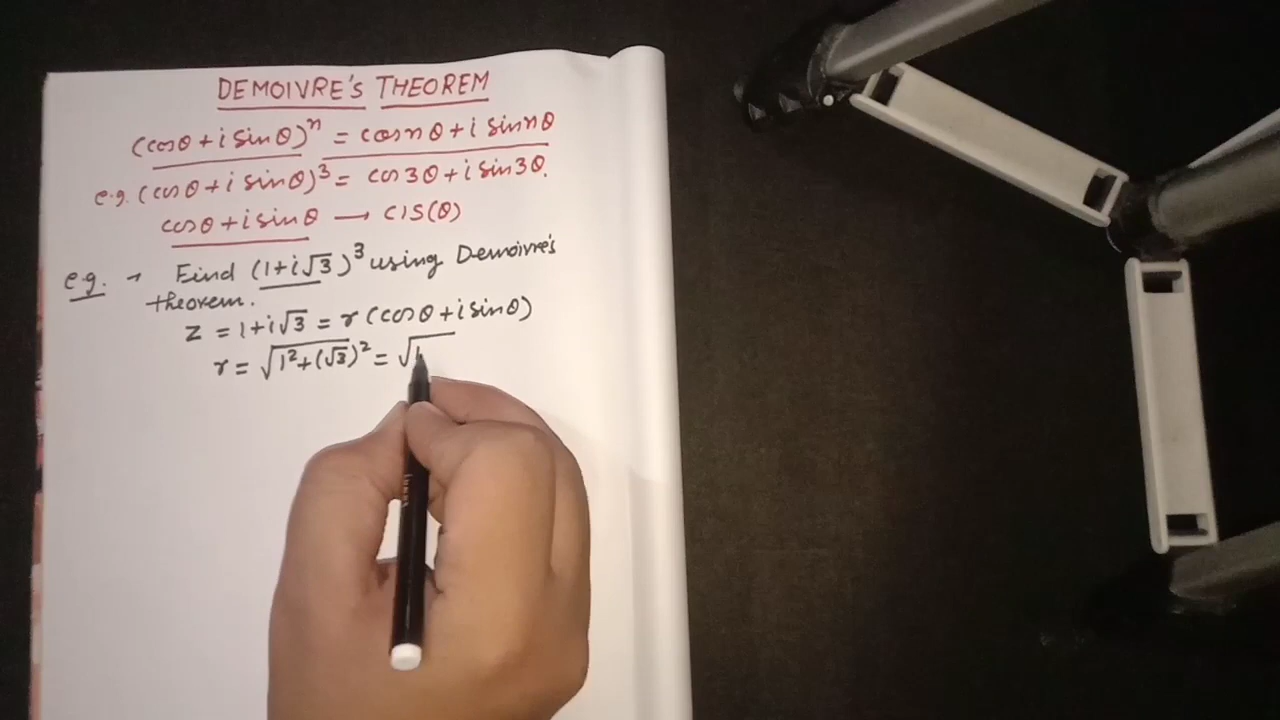 DEMOIVRE's THEOREM
(cosθ + i sinθ)ⁿ = cosnθ + i sinnθ
e.g. (cosθ + i sinθ)³ = cos3θ + i sin3θ.
cosθ + i sinθ → CIS(θ)
e.g. → Find (1+i√3)³ using Demoivre's
theorem.
z = 1+i√3 = r (cosθ + i sinθ)
r = √1²+(√3)² = √1